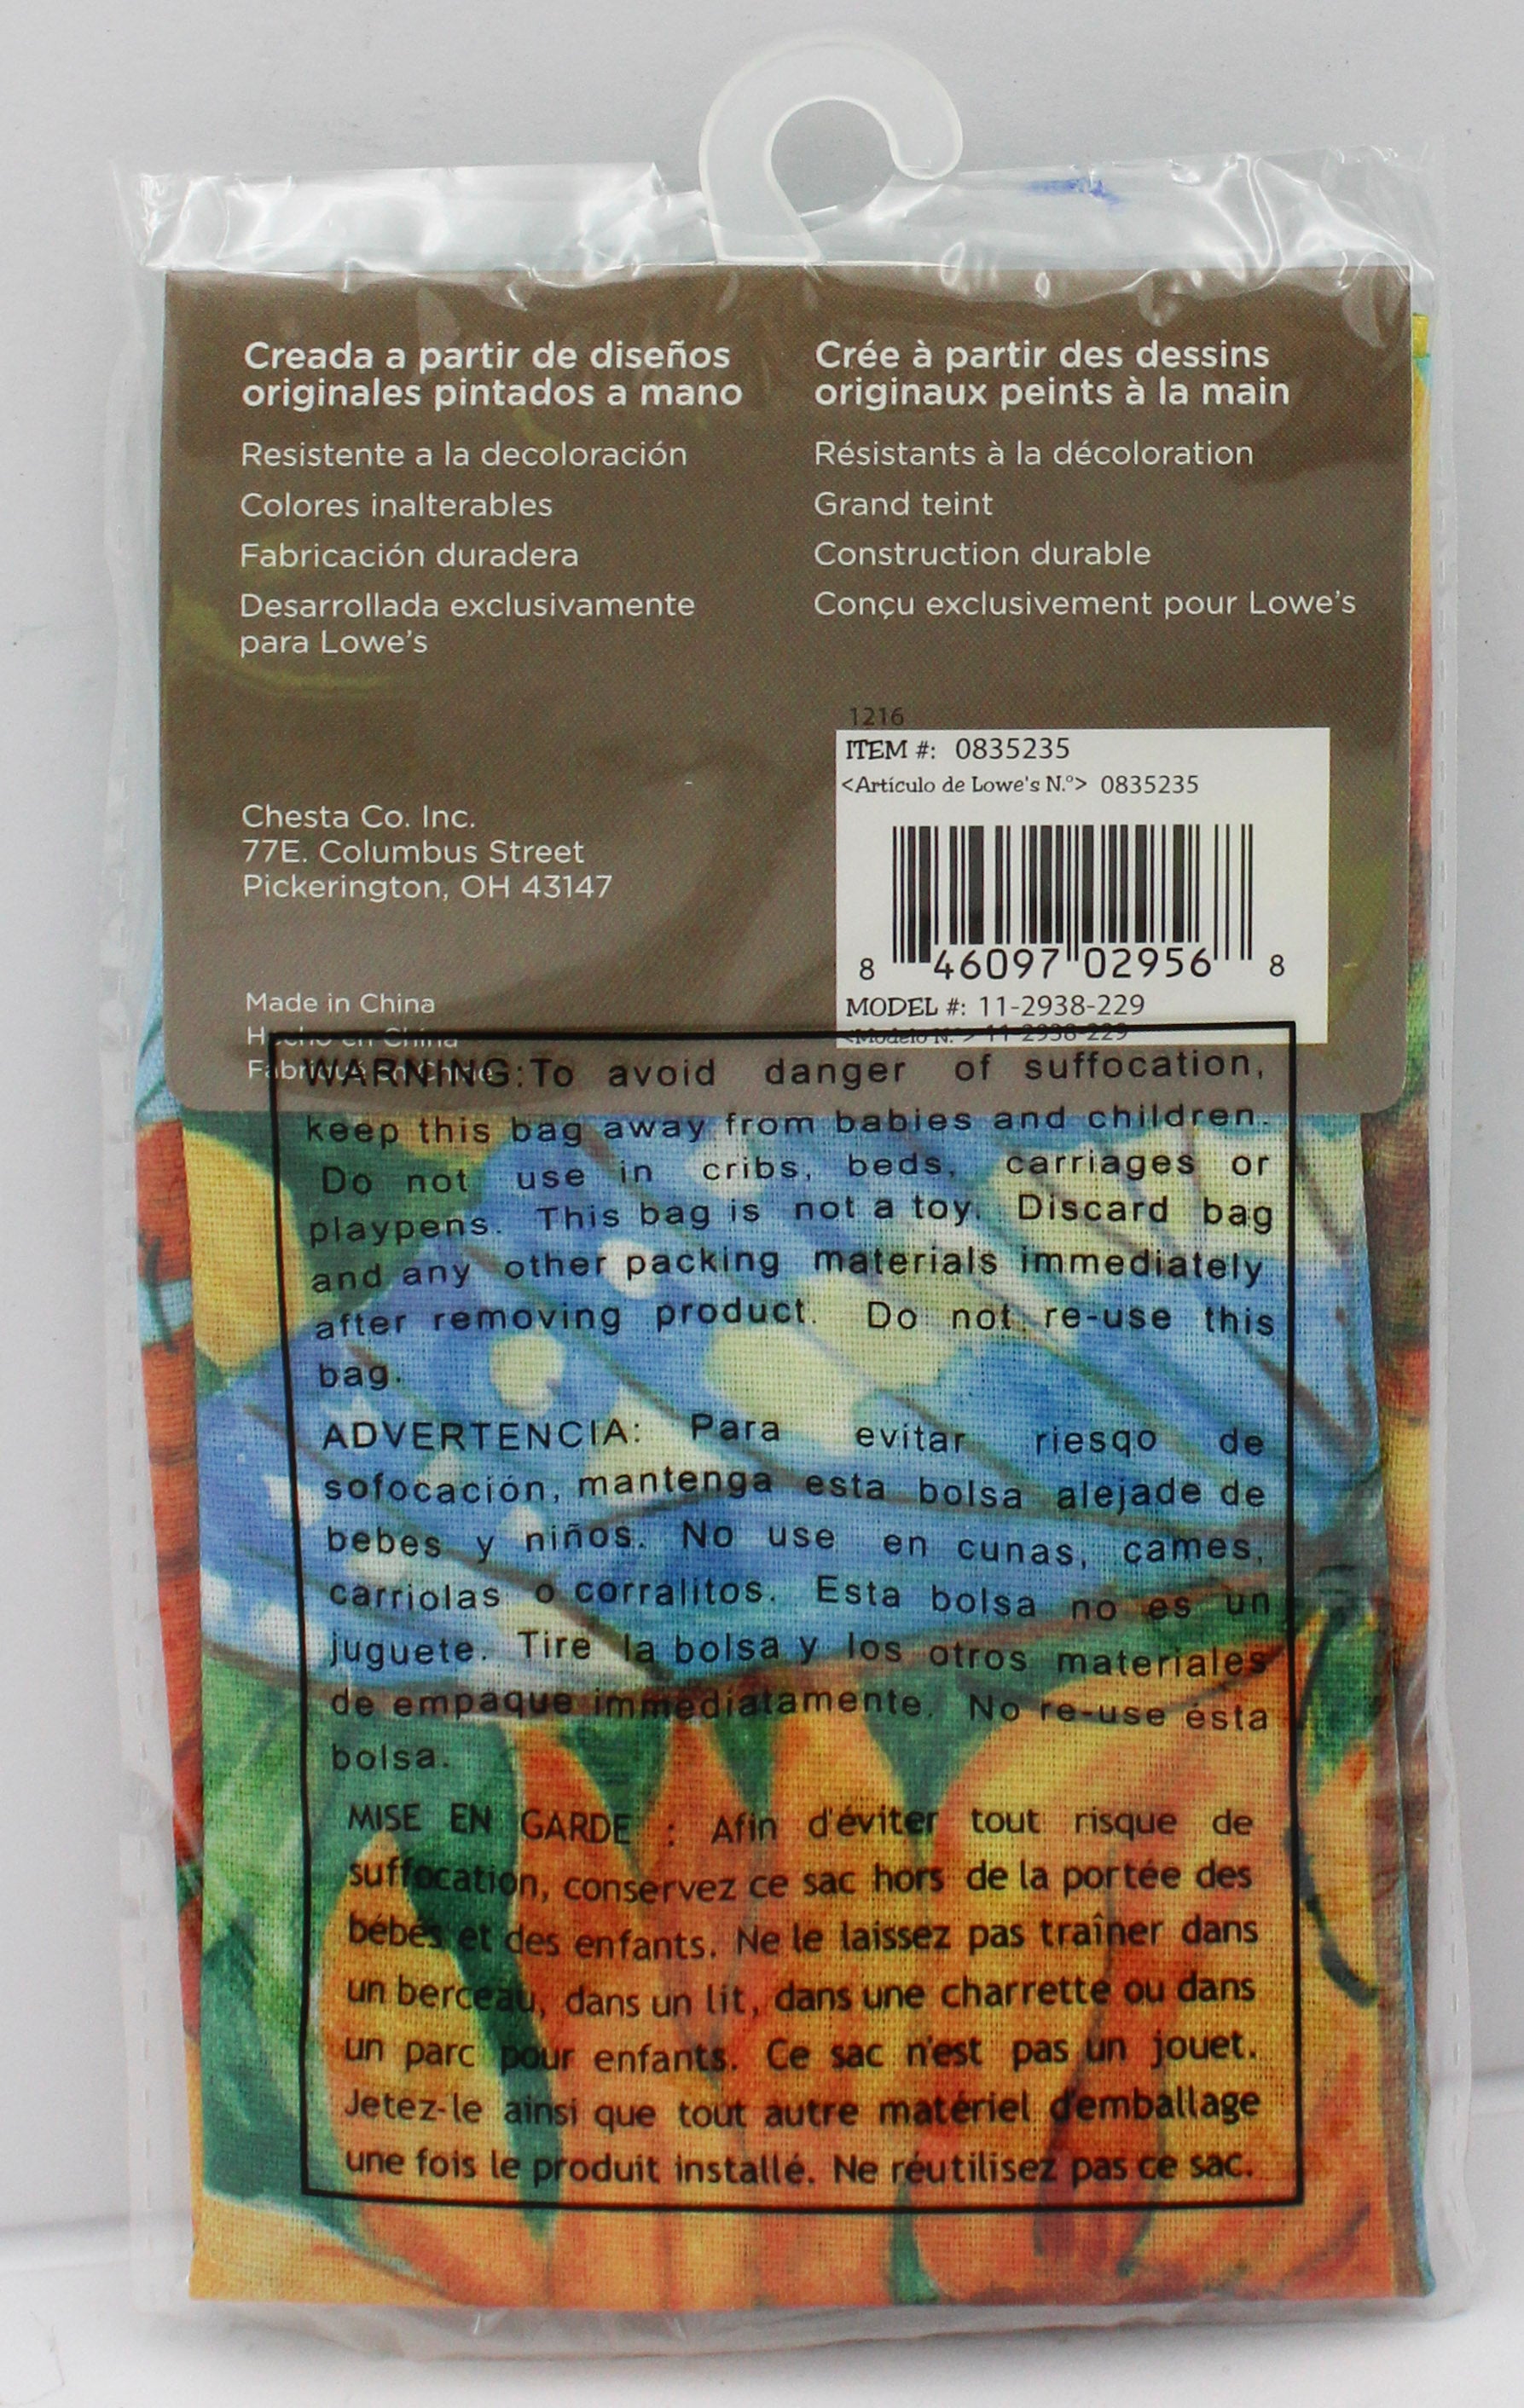 Creada a partir de diseños
originales pintados a mano
Resistente a la decoloración
Colores inalterables
Fabricación duradera
Desarrollada exclusivamente
para Lowe's
Crée à partir des dessins
originaux peints à la main
Résistants à la décoloration
Grand teint
Construction durable
Conçu exclusivement pour Lowe's
Chesta Co. Inc.
77E. Columbus Street
Pickerington, OH 43147
Made in China
Hecho en China
Fabriqué en Chine
1216
ITEM #: 0835235
<Artículo de Lowe's N.º> 0835235
8 46097 02956 8
MODEL #: 11-2938-229
<Modelo N.º> 11-2938-229
WARNING:To avoid danger of suffocation,
keep this bag away from babies and children.
Do not use in cribs, beds, carriages or
playpens. This bag is not a toy. Discard bag
and any other packing materials immediately
after removing product. Do not re-use this
bag.
ADVERTENCIA: Para evitar riesqo de
sofocación, mantenga esta bolsa alejade de
bebes y niños. No use en cunas, cames,
carriolas o corralitos. Esta bolsa no es un
juguete. Tire la bolsa y los otros materiales
de empaque immediatamente. No re-use ésta
bolsa.
MISE EN GARDE : Afin d'éviter tout risque de
suffocation, conservez ce sac hors de la portée des
bébés et des enfants. Ne le laissez pas traîner dans
un berceau, dans un lit, dans une charrette ou dans
un parc pour enfants. Ce sac n'est pas un jouet.
Jetez-le ainsi que tout autre matériel d'emballage
une fois le produit installé. Ne réutilisez pas ce sac.